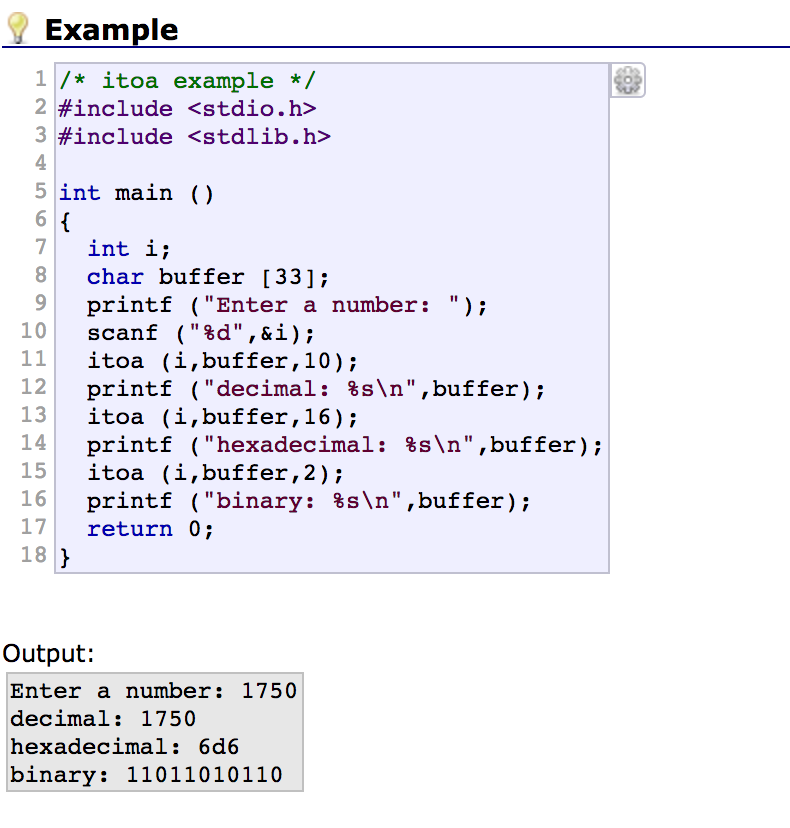 Example
1 /* itoa example */
2 #include <stdio.h>
3 #include <stdlib.h>
4
5 int main ()
6 {
7   int i;
8   char buffer [33];
9   printf ("Enter a number: ");
10   scanf ("%d",&i);
11   itoa (i,buffer,10);
12   printf ("decimal: %s\n",buffer);
13   itoa (i,buffer,16);
14   printf ("hexadecimal: %s\n",buffer);
15   itoa (i,buffer,2);
16   printf ("binary: %s\n",buffer);
17   return 0;
18 }
Output:
Enter a number: 1750
decimal: 1750
hexadecimal: 6d6
binary: 11011010110